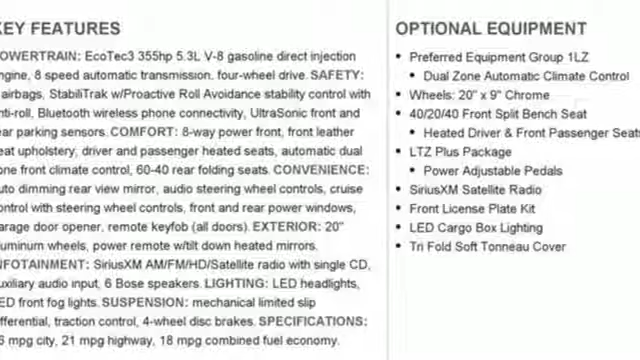 KEY FEATURES
POWERTRAIN: EcoTec3 355hp 5.3L V-8 gasoline direct injection
engine, 8 speed automatic transmission, four-wheel drive. SAFETY:
airbags, StabiliTrak w/Proactive Roll Avoidance stability control with
anti-roll, Bluetooth wireless phone connectivity, UltraSonic front and
rear parking sensors. COMFORT: 8-way power front, front leather
seat upholstery, driver and passenger heated seats, automatic dual
zone front climate control, 60-40 rear folding seats. CONVENIENCE:
auto dimming rear view mirror, audio steering wheel controls, cruise
control with steering wheel controls, front and rear power windows,
garage door opener, remote keyfob (all doors). EXTERIOR: 20"
aluminum wheels, power remote w/tilt down heated mirrors.
INFOTAINMENT: SiriusXM AM/FM/HD/Satellite radio with single CD,
auxiliary audio input, 6 Bose speakers. LIGHTING: LED headlights,
LED front fog lights. SUSPENSION: mechanical limited slip
differential, traction control, 4-wheel disc brakes. SPECIFICATIONS:
6 mpg city, 21 mpg highway, 18 mpg combined fuel economy.
OPTIONAL EQUIPMENT
• Preferred Equipment Group 1LZ
• Dual Zone Automatic Climate Control
• Wheels: 20" x 9" Chrome
• 40/20/40 Front Split Bench Seat
• Heated Driver & Front Passenger Seats
• LTZ Plus Package
• Power Adjustable Pedals
• SiriusXM Satellite Radio
• Front License Plate Kit
• LED Cargo Box Lighting
• Tri Fold Soft Tonneau Cover